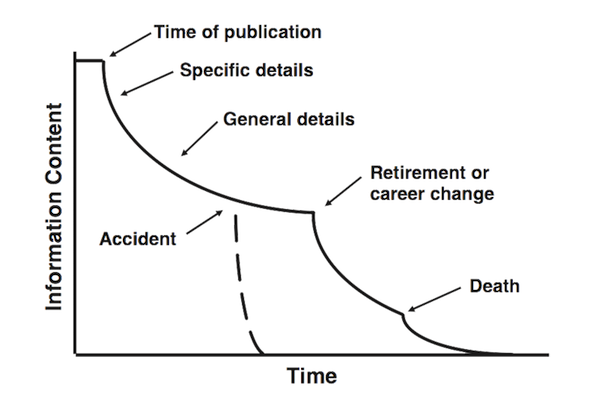 Time of publication
Specific details
General details
Retirement or
career change
Accident
Death
Information Content
Time